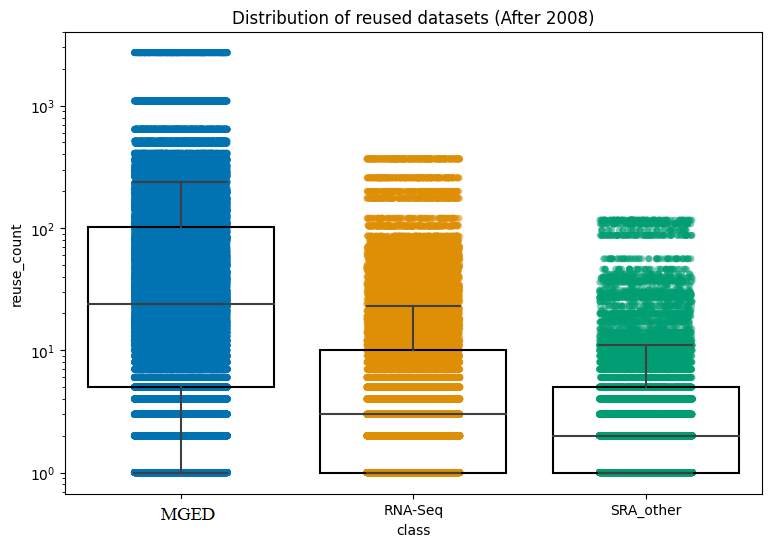 Distribution of reused datasets (After 2008)
reuse_count
10³
10²
10¹
10⁰
MGED RNA-Seq SRA_other
class